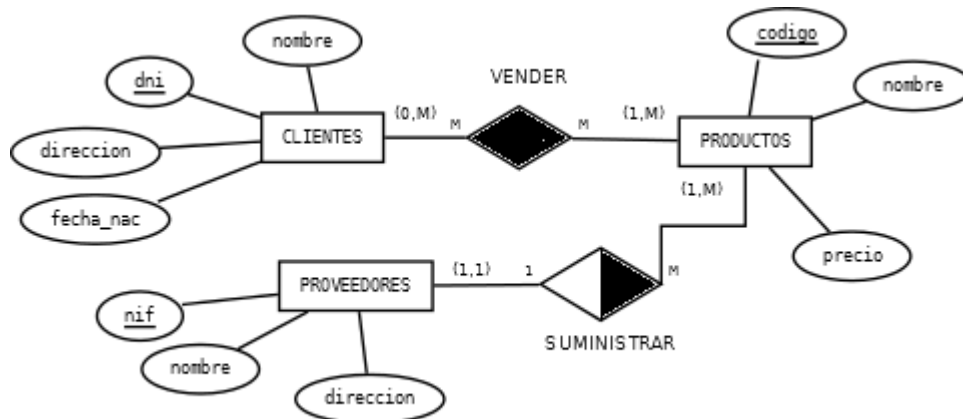 codigo
nombre
VENDER
dni
nombre
(0,M)
(1,M)
M
M
CLIENTES
PRODUCTOS
direccion
(1,M)
fecha_nac
precio
(1,1)
1
M
PROVEEDORES
nif
SUMINISTRAR
nombre
direccion